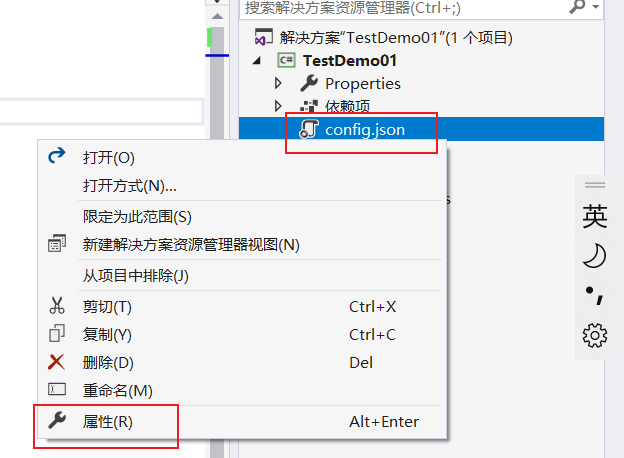 搜索解决方案资源管理器(Ctrl+;)
解决方案"TestDemo01"(1 个项目)
TestDemo01
Properties
依赖项
config.json
打开(O)
打开方式(N)...
限定为此范围(S)
新建解决方案资源管理器视图(N)
从项目中排除(J)
剪切(T) Ctrl+X
复制(Y) Ctrl+C
删除(D) Del
重命名(M)
属性(R) Alt+Enter
英